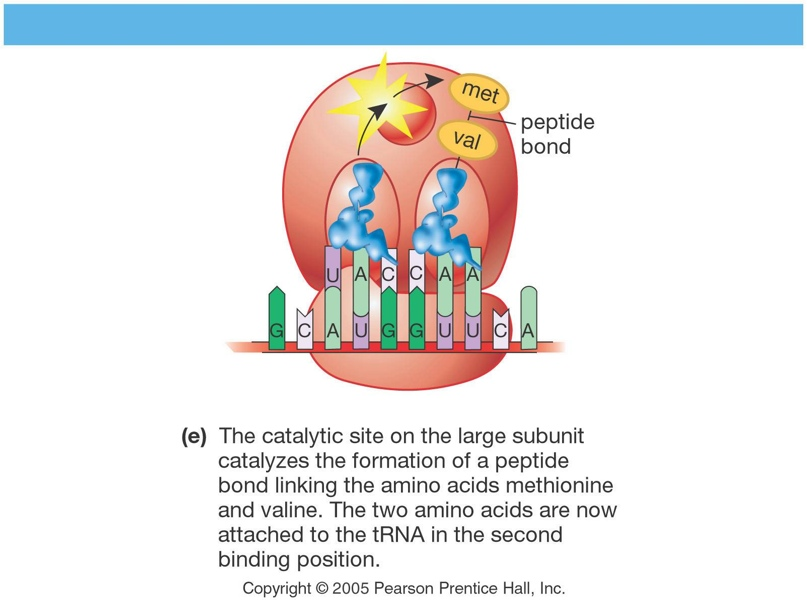 met
peptide
val
bond
U A C C A A
G C A U G G U U C A
(e) The catalytic site on the large subunit
catalyzes the formation of a peptide
bond linking the amino acids methionine
and valine. The two amino acids are now
attached to the tRNA in the second
binding position.
Copyright © 2005 Pearson Prentice Hall, Inc.